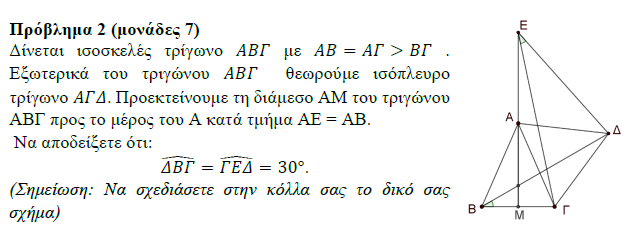 Πρόβλημα 2 (μονάδες 7)
Δίνεται ισοσκελές τρίγωνο ΑΒΓ με ΑΒ = ΑΓ > ΒΓ .
Εξωτερικά του τριγώνου ΑΒΓ θεωρούμε ισόπλευρο
τρίγωνο ΑΓΔ. Προεκτείνουμε τη διάμεσο ΑΜ του τριγώνου
ΑΒΓ προς το μέρος του Α κατά τμήμα ΑΕ = ΑΒ.
Να αποδείξετε ότι:
$\widehat{ΔΒΓ} = \widehat{ΓΕΔ} = 30°.$
(Σημείωση: Να σχεδιάσετε στην κόλλα σας το δικό σας
σχήμα)
Ε
Α
Δ
Β
Μ
Γ